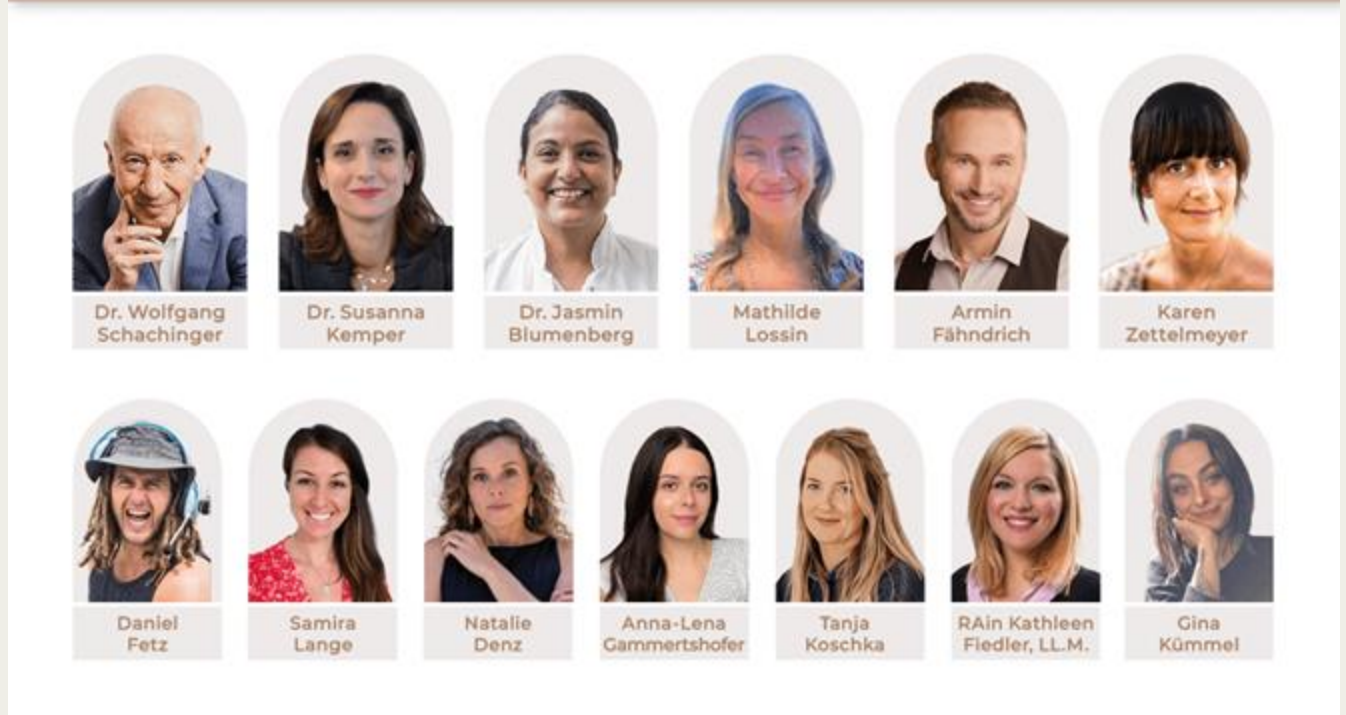 Dr. Wolfgang
Schachinger
Dr. Susanna
Kemper
Dr. Jasmin
Blumenberg
Mathilde
Lossin
Armin
Fähndrich
Karen
Zettelmeyer
Daniel
Fetz
Samira
Lange
Natalie
Denz
Anna-Lena
Gammertshofer
Tanja
Koschka
RAin Kathleen
Fiedler, LL.M.
Gina
Kümmel